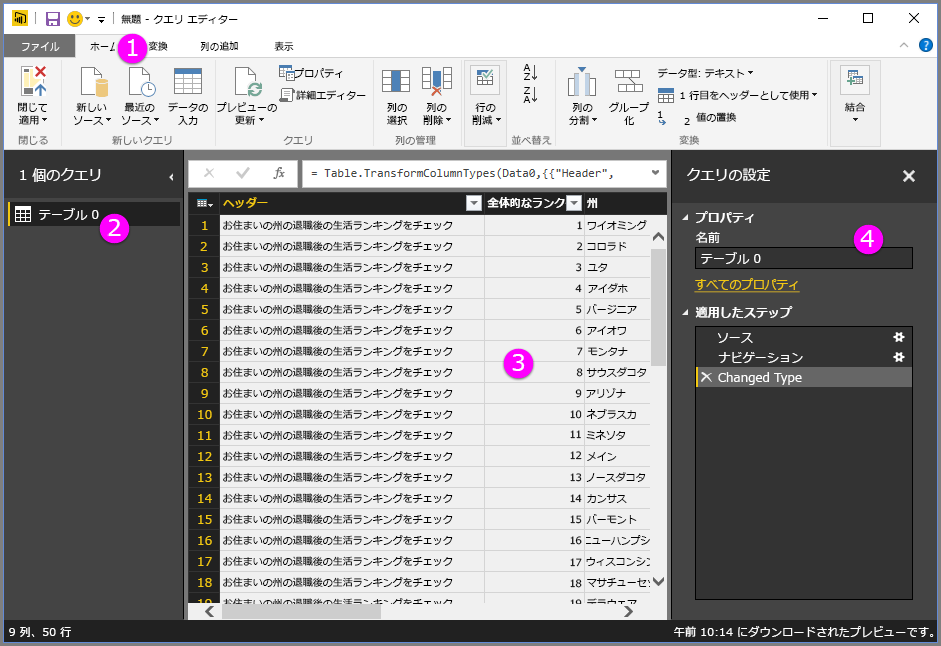 無題 - クエリ エディター
ファイル ホーム 1 変換 列の追加 表示
閉じて適用 新しいソース 最近のソース データの入力 プレビューの更新 プロパティ 詳細エディター 列の選択 列の削除 行の削減 列の分割 グループ化 データ型: テキスト 1 行目をヘッダーとして使用 値の置換 結合
閉じる 新しいクエリ クエリ 列の管理 並べ替え 変換
1 個のクエリ
テーブル 0
2
fx = Table.TransformColumnTypes(Data0,{{"Header",
ヘッダー 全体的なランク 州
1 お住まいの州の退職後の生活ランキングをチェック 1 ワイオミング
2 お住まいの州の退職後の生活ランキングをチェック 2 コロラド
3 お住まいの州の退職後の生活ランキングをチェック 3 ユタ
4 お住まいの州の退職後の生活ランキングをチェック 4 アイダホ
5 お住まいの州の退職後の生活ランキングをチェック 5 バージニア
6 お住まいの州の退職後の生活ランキングをチェック 6 アイオワ
7 お住まいの州の退職後の生活ランキングをチェック 7 モンタナ
8 お住まいの州の退職後の生活ランキングをチェック 8 サウスダコタ
3
9 お住まいの州の退職後の生活ランキングをチェック 9 アリゾナ
10 お住まいの州の退職後の生活ランキングをチェック 10 ネブラスカ
11 お住まいの州の退職後の生活ランキングをチェック 11 ミネソタ
12 お住まいの州の退職後の生活ランキングをチェック 12 メイン
13 お住まいの州の退職後の生活ランキングをチェック 13 ノースダコタ
14 お住まいの州の退職後の生活ランキングをチェック 14 カンサス
15 お住まいの州の退職後の生活ランキングをチェック 15 バーモント
16 お住まいの州の退職後の生活ランキングをチェック 16 ニューハンプシ
17 お住まいの州の退職後の生活ランキングをチェック 17 ウィスコンシン
18 お住まいの州の退職後の生活ランキングをチェック 18 マサチューセッ
19 お住まいの州の退職後の生活ランキングをチェック 19 デラウェア
クエリの設定
プロパティ
名前
4
テーブル 0
すべてのプロパティ
適用したステップ
ソース
ナビゲーション
Changed Type
9 列、50 行
午前 10:14 にダウンロードされたプレビューです。